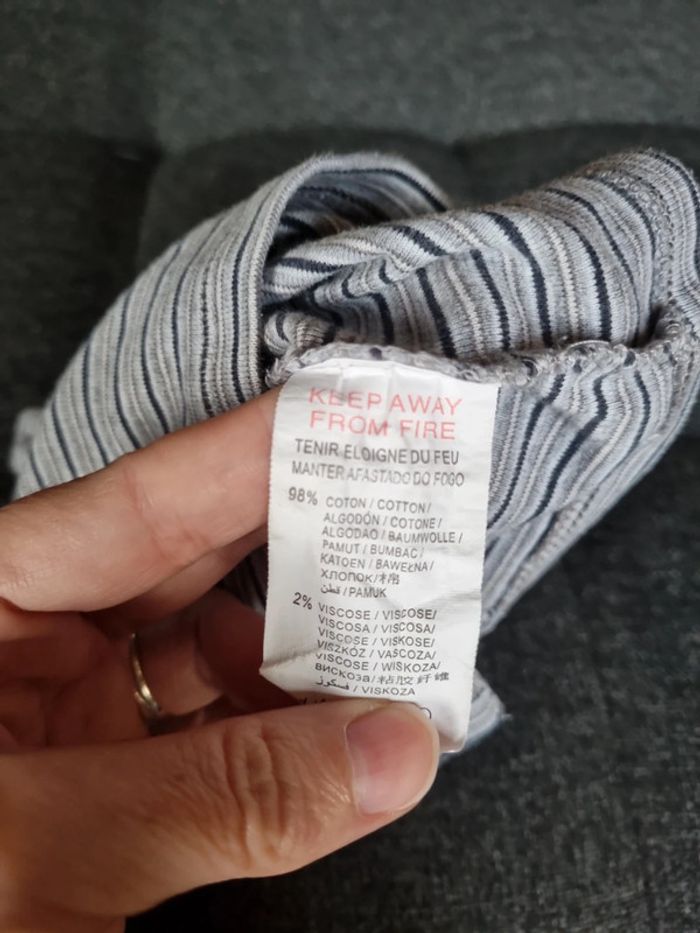 KEEP AWAY
FROM FIRE
TENIR ELOIGNE DU FEU
MANTER AFASTADO DO FOGO
98% COTON / COTTON /
ALGODÓN / COTONE /
ALGODAO / BAUMWOLLE /
PAMUT / BUMBAC /
KATOEN / BAWEŁNA /
ХЛОПОК / 棉
قطن / PAMUK
2% VISCOSE / VISCOSE/
VISCOSA / VISCOSA/
VISCOSE / VISKOSE/
VISZKÓZ / VASCOZA/
VISCOSE / WISKOZA/
ВИСКОЗа/ 粘胶 纤维
فسكوز / VISKOZA